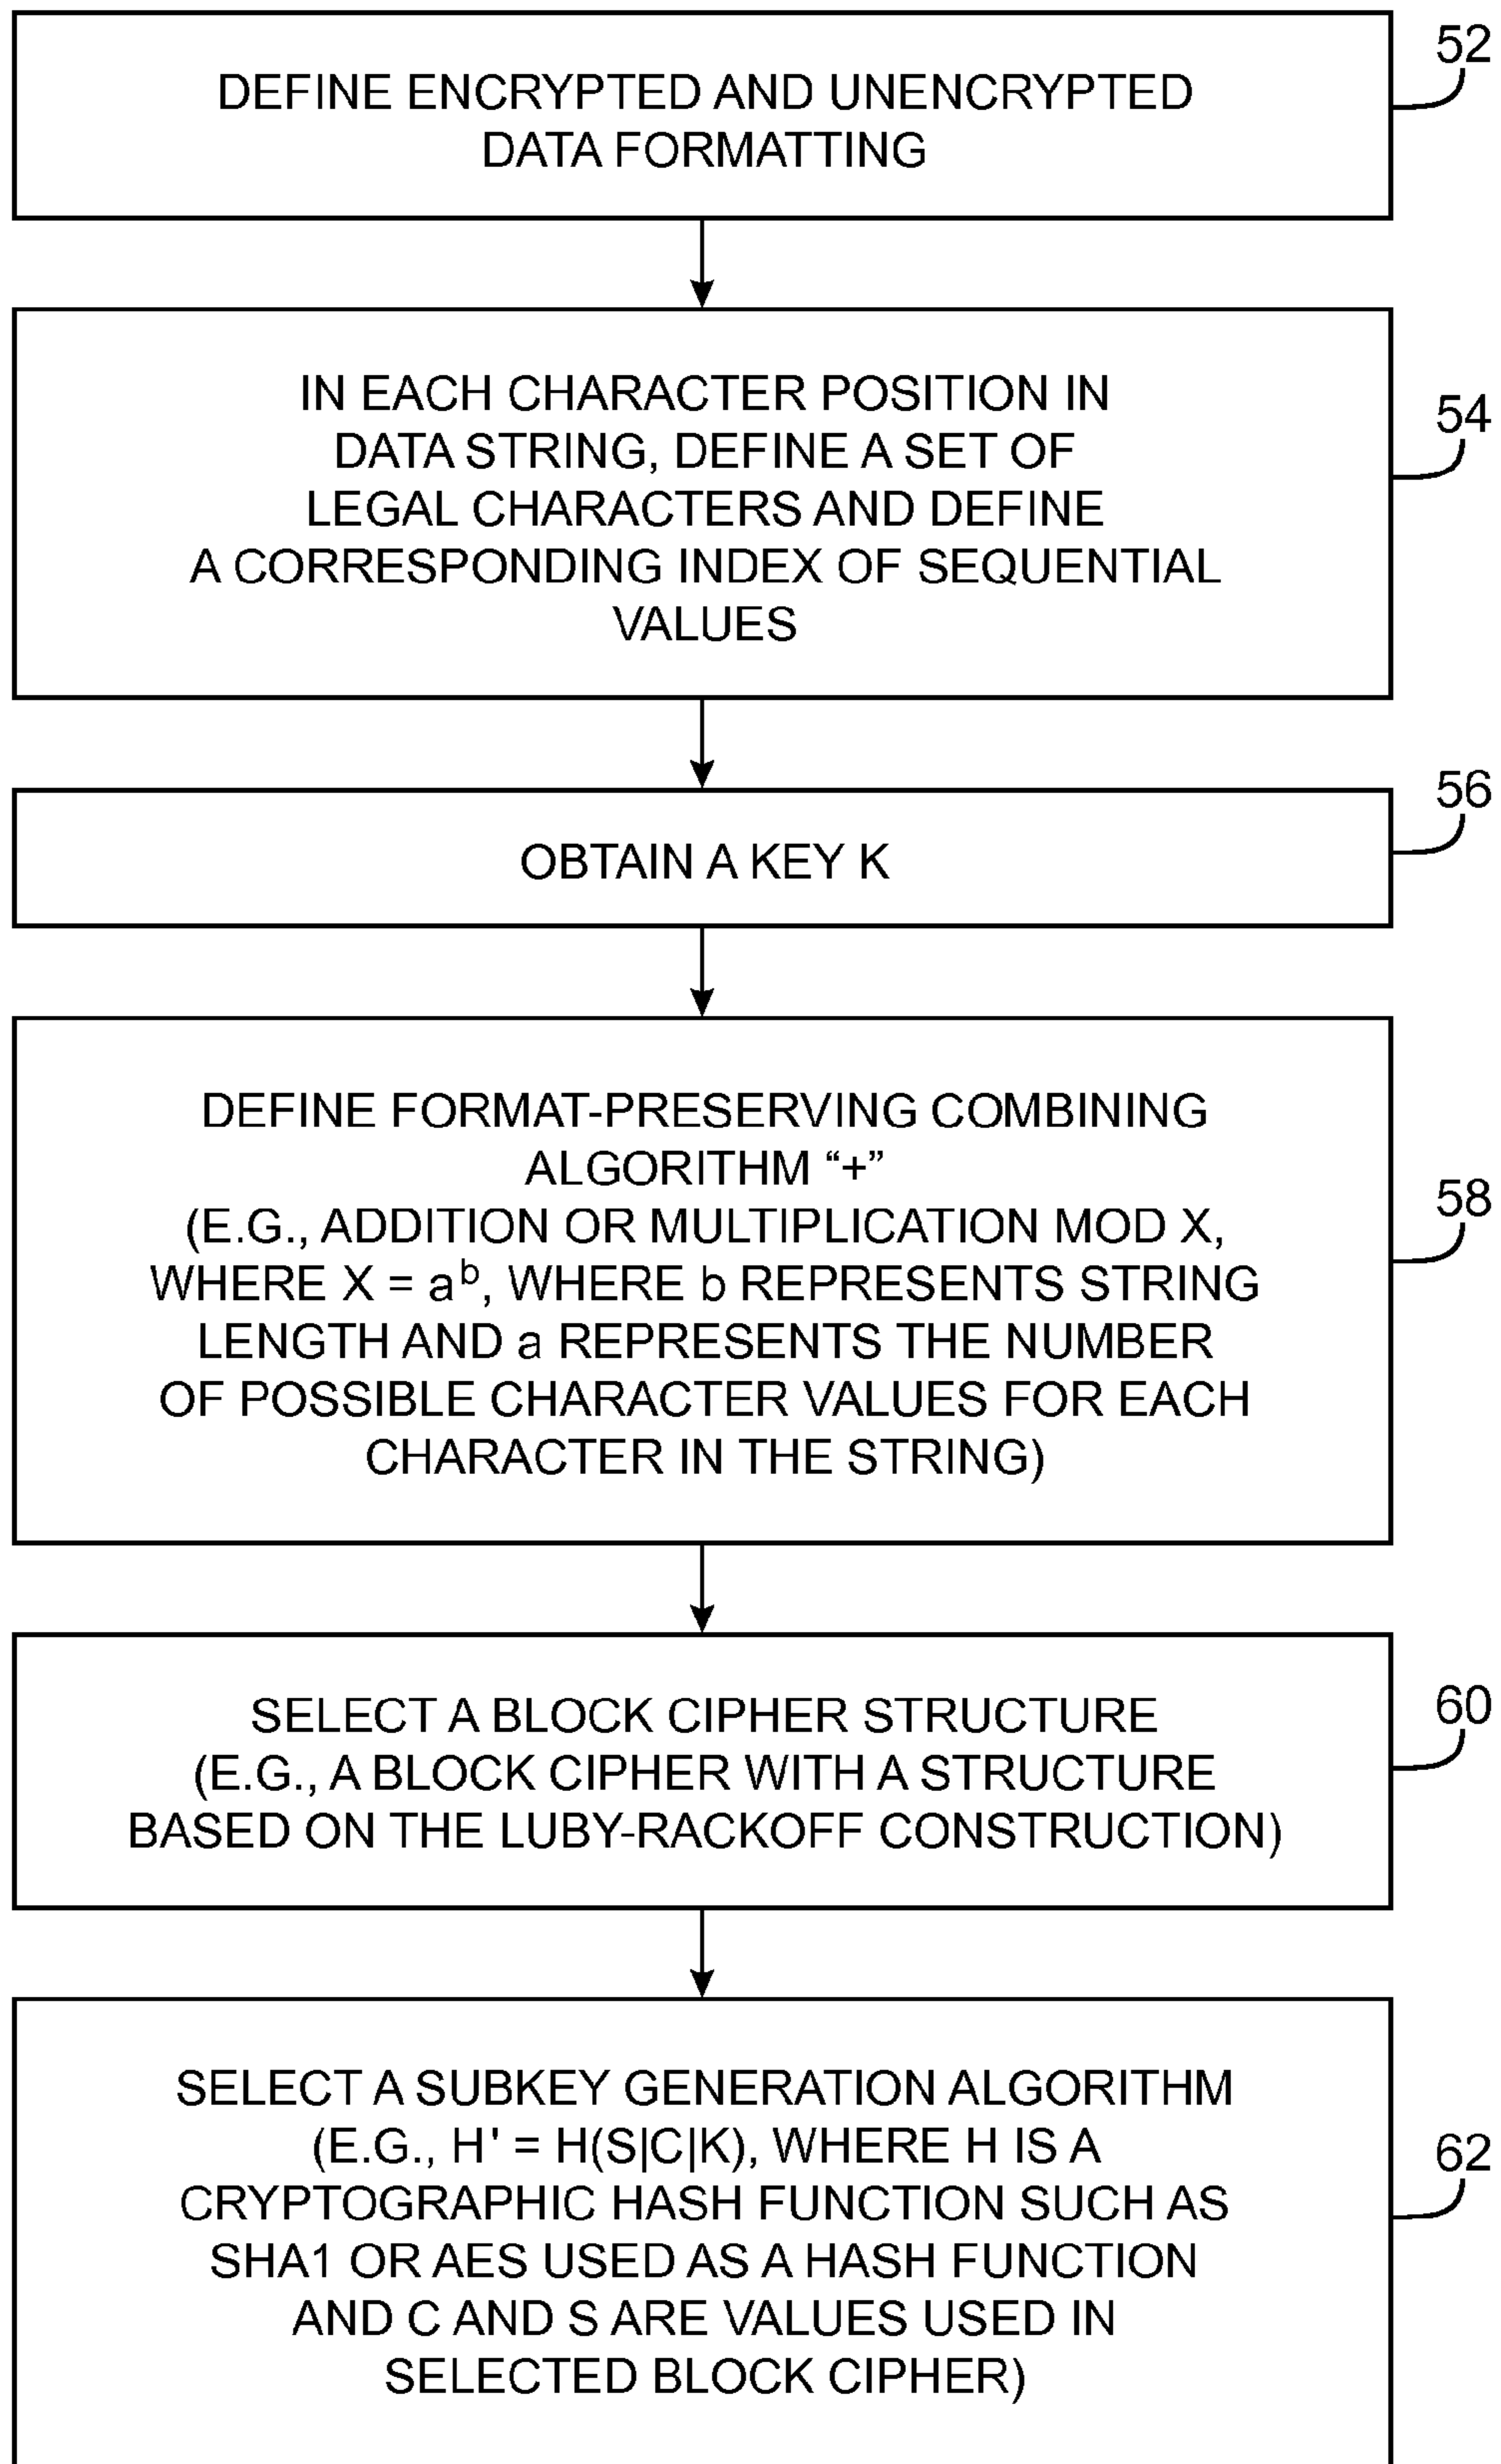 52
DEFINE ENCRYPTED AND UNENCRYPTED
DATA FORMATTING
54
IN EACH CHARACTER POSITION IN
DATA STRING, DEFINE A SET OF
LEGAL CHARACTERS AND DEFINE
A CORRESPONDING INDEX OF SEQUENTIAL
VALUES
56
OBTAIN A KEY K
58
DEFINE FORMAT-PRESERVING COMBINING
ALGORITHM “+”
(E.G., ADDITION OR MULTIPLICATION MOD X,
WHERE X = a^b, WHERE b REPRESENTS STRING
LENGTH AND a REPRESENTS THE NUMBER
OF POSSIBLE CHARACTER VALUES FOR EACH
CHARACTER IN THE STRING)
60
SELECT A BLOCK CIPHER STRUCTURE
(E.G., A BLOCK CIPHER WITH A STRUCTURE
BASED ON THE LUBY-RACKOFF CONSTRUCTION)
62
SELECT A SUBKEY GENERATION ALGORITHM
(E.G., H' = H(S|C|K), WHERE H IS A
CRYPTOGRAPHIC HASH FUNCTION SUCH AS
SHA1 OR AES USED AS A HASH FUNCTION
AND C AND S ARE VALUES USED IN
SELECTED BLOCK CIPHER)